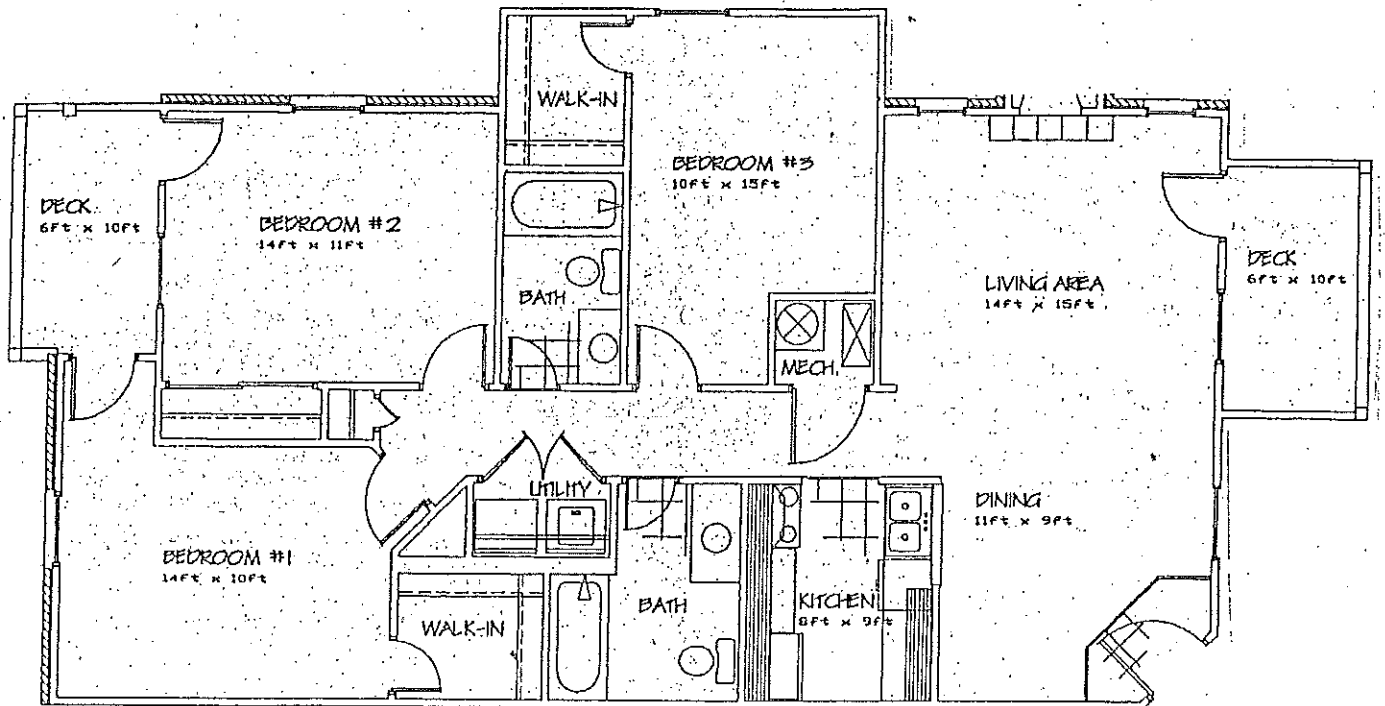 WALK-IN
BEDROOM #3
10ft x 15ft
DECK
6ft x 10ft
BEDROOM #2
14ft x 11ft
BATH
LIVING AREA
14ft x 15ft
DECK
6ft x 10ft
MECH.
UTILITY
DINING
11ft x 9ft
BEDROOM #1
14ft x 10ft
WALK-IN
BATH
KITCHEN
8ft x 9ft